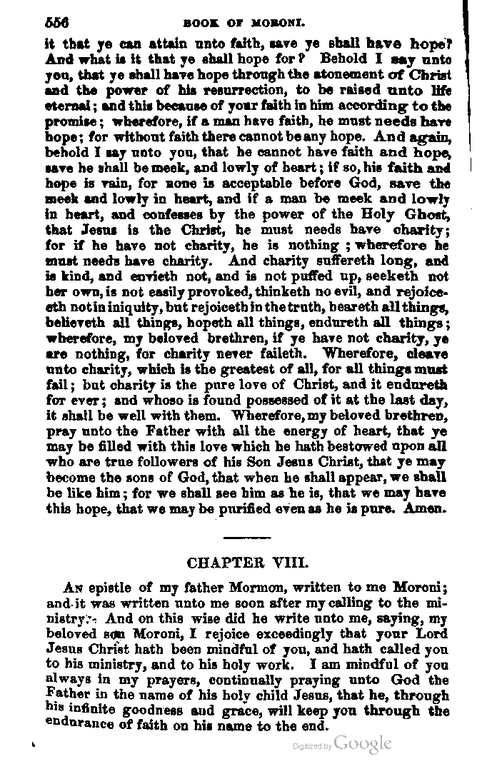 556 BOOK OF MORONI.
it that ye can attain unto faith, save ye shall have hope?
And what is it that ye shall hope for? Behold I say unto
you, that ye shall have hope through the atonement of Christ
and the power of his resurrection, to be raised unto life
eternal; and this because of your faith in him according to the
promise; wherefore, if a man have faith, he must needs have
hope; for without faith there cannot be any hope. And again,
behold I say unto you, that he cannot have faith and hope,
save he shall be meek, and lowly of heart; if so, his faith and
hope is vain, for none is acceptable before God, save the
meek and lowly in heart, and if a man be meek and lowly
in heart, and confesses by the power of the Holy Ghost,
that Jesus is the Christ, he must needs have charity;
for if he have not charity, he is nothing ; wherefore he
must needs have charity. And charity suffereth long, and
is kind, and envieth not, and is not puffed up, seeketh not
her own, is not easily provoked, thinketh no evil, and rejoice-
eth not in iniquity, but rejoiceth in the truth, beareth all things,
believeth all things, hopeth all things, endureth all things;
wherefore, my beloved brethren, if ye have not charity, ye
are nothing, for charity never faileth. Wherefore, cleave
unto charity, which is the greatest of all, for all things must
fail; but charity is the pure love of Christ, and it endureth
for ever; and whoso is found possessed of it at the last day,
it shall be well with them. Wherefore, my beloved brethren,
pray unto the Father with all the energy of heart, that ye
may be filled with this love which he hath bestowed upon all
who are true followers of his Son Jesus Christ, that ye may
become the sons of God, that when he shall appear, we shall
be like him; for we shall see him as he is, that we may have
this hope, that we may be purified even as he is pure. Amen.
CHAPTER VIII.
An epistle of my father Mormon, written to me Moroni;
and it was written unto me soon after my calling to the mi-
nistry. And on this wise did he write unto me, saying, my
beloved son Moroni, I rejoice exceedingly that your Lord
Jesus Christ hath been mindful of you, and hath called you
to his ministry, and to his holy work. I am mindful of you
always in my prayers, continually praying unto God the
Father in the name of his holy child Jesus, that he, through
his infinite goodness and grace, will keep you through the
endurance of faith on his name to the end.
Digitized by Google